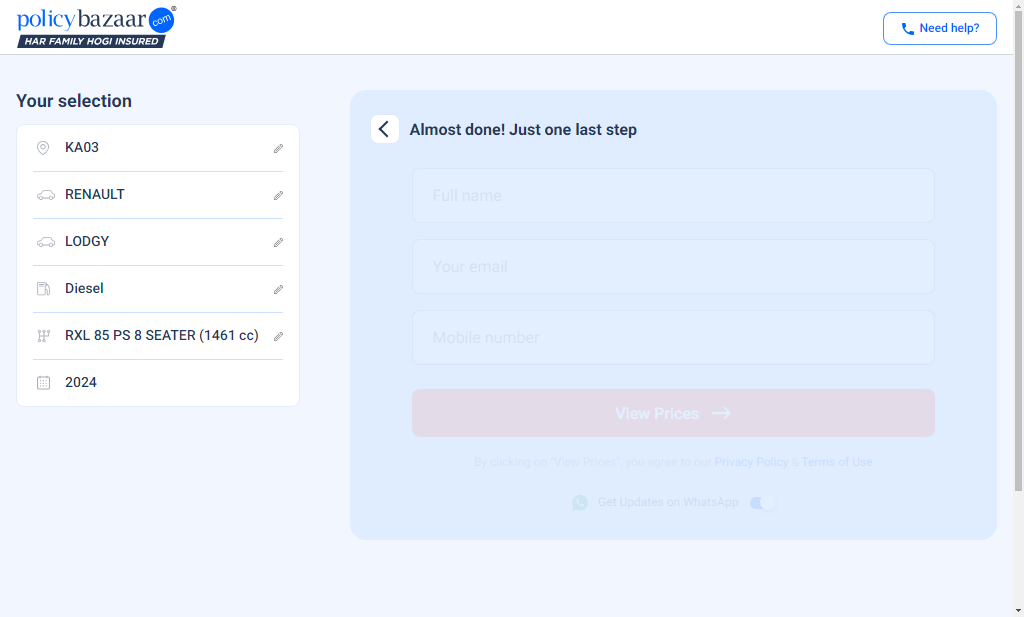 policybazaar.com®
HAR FAMILY HOGI INSURED
Need help?
Your selection
KA03
RENAULT
LODGY
Diesel
RXL 85 PS 8 SEATER (1461 cc)
2024
Almost done! Just one last step
Full name
Your email
Mobile number
View Prices
By clicking on "View Prices", you agree to our Privacy Policy & Terms of Use
Get Updates on WhatsApp